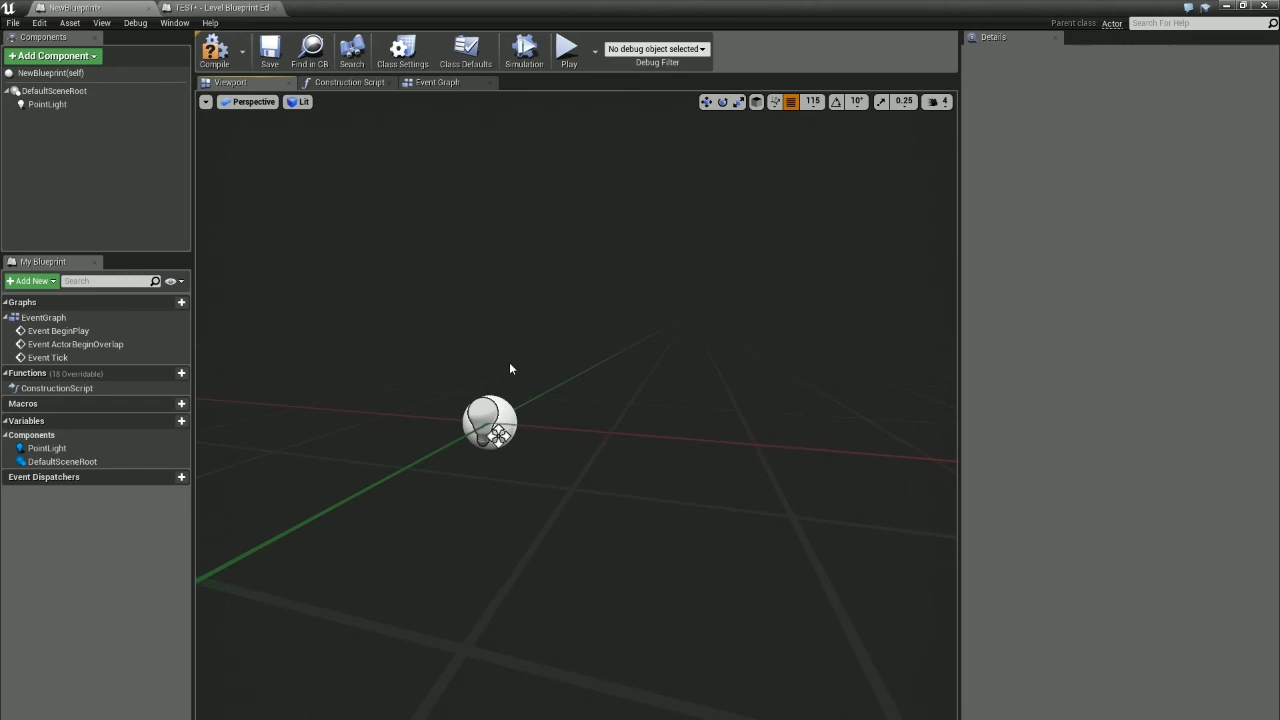 NewBlueprint*
TEST* - Level Blueprint Ed
File Edit Asset View Debug Window Help
Parent class: Actor
Search For Help
Components
Details
+Add Component
NewBlueprint(self)
DefaultSceneRoot
PointLight
Compile
Save
Find in CB
Search
Class Settings
Class Defaults
Simulation
Play
No debug object selected
Debug Filter
Viewport
Construction Script
Event Graph
Perspective
Lit
115
10°
0.25
4
My Blueprint
+Add New
Search
Graphs
EventGraph
Event BeginPlay
Event ActorBeginOverlap
Event Tick
Functions (18 Overridable)
ConstructionScript
Macros
Variables
Components
PointLight
DefaultSceneRoot
Event Dispatchers